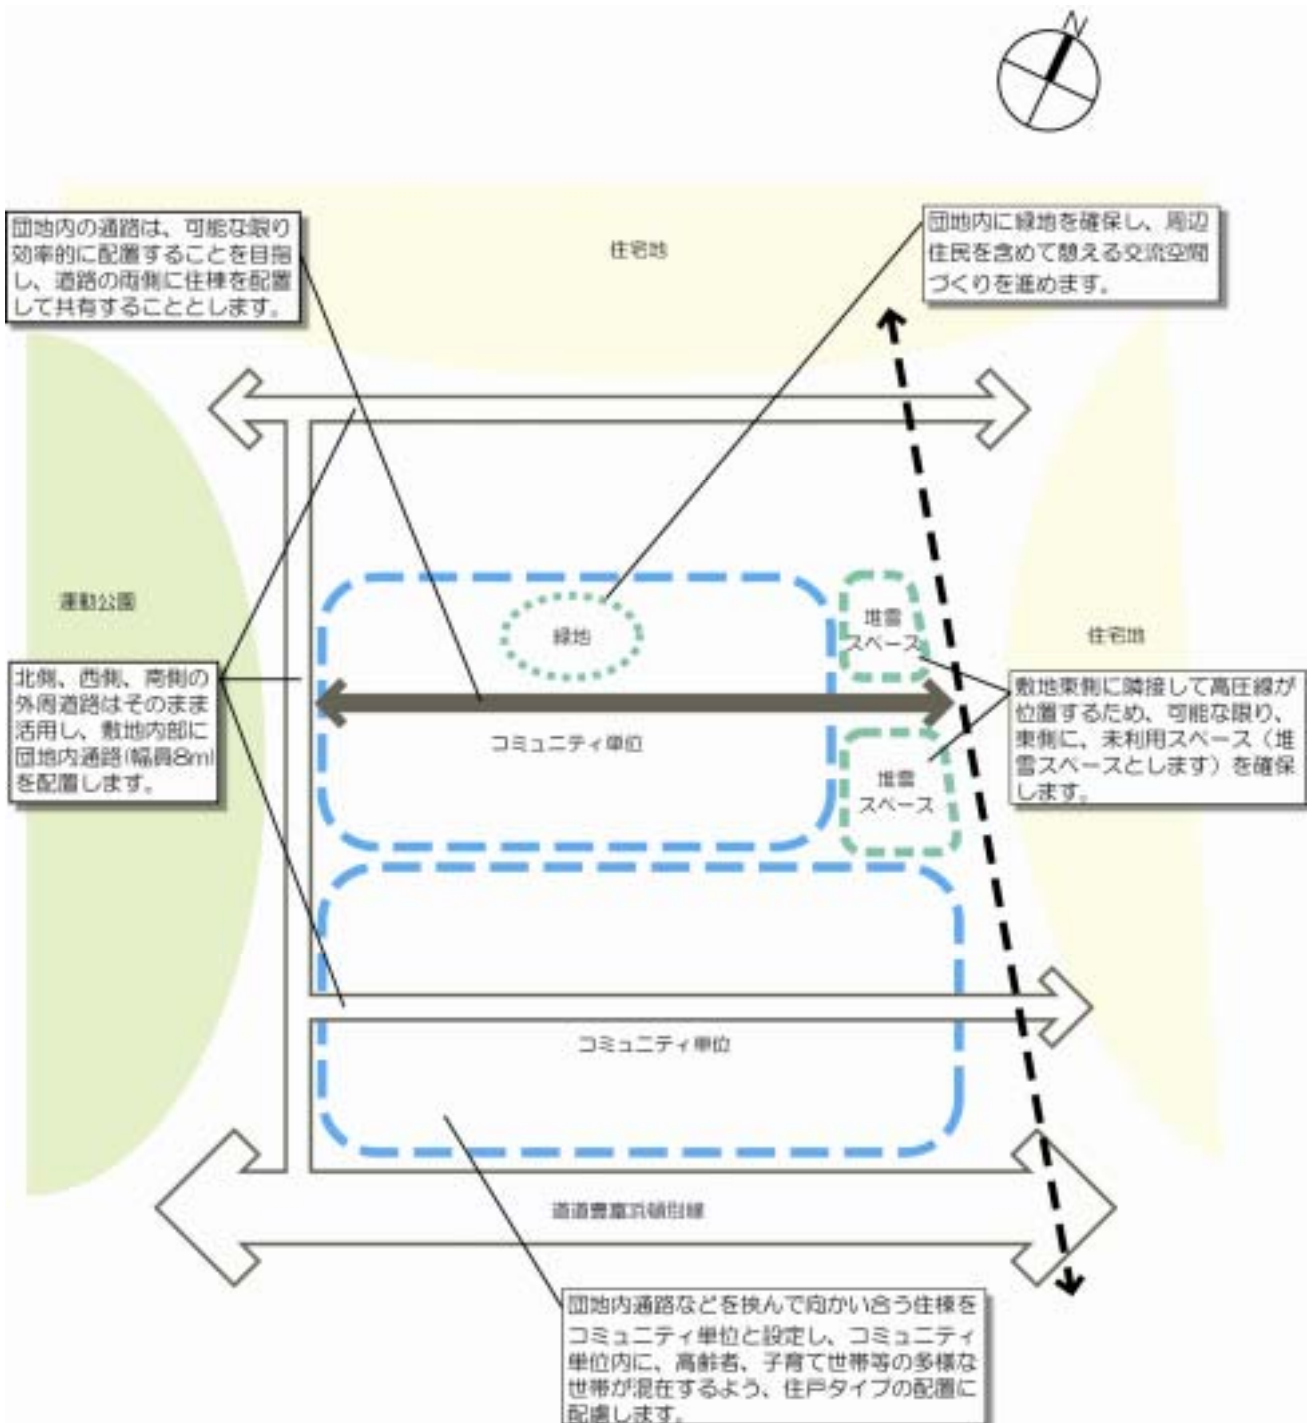 N
団地内の通路は、可能な限り
効率的に配置することを目指
し、道路の両側に住棟を配置
して共有することとします。
住宅地
団地内に緑地を確保し、周辺
住民を含めて憩える交流空間
づくりを進めます。
運動公園
緑地
堆雪
スペース
住宅地
北側、西側、南側の
外周道路はそのまま
活用し、敷地内部に
団地内通路(幅員8m)
を配置します。
コミュニティ単位
堆雪
スペース
敷地東側に隣接して高圧線が
位置するため、可能な限り、
東側に、未利用スペース（堆
雪スペースとします）を確保
します。
コミュニティ単位
道道豊富浜頓別線
団地内通路などを挟んで向かい合う住棟を
コミュニティ単位と設定し、コミュニティ
単位内に、高齢者、子育て世帯等の多様な
世帯が混在するよう、住戸タイプの配置に
配慮します。